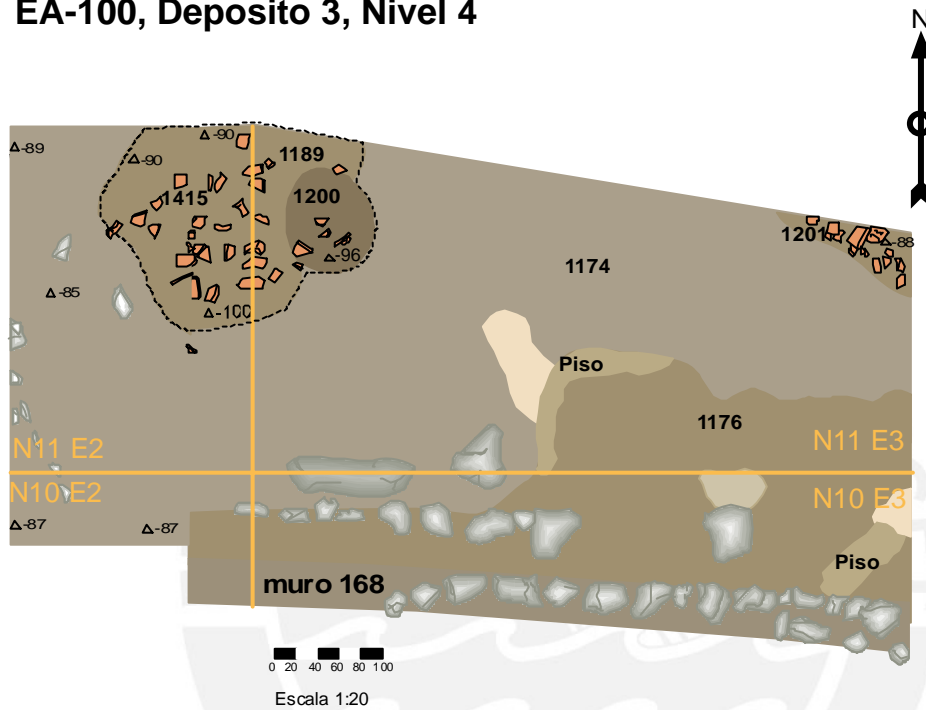 EA-100, Deposito 3, Nivel 4
N
-89
-90
-90
1189
1415
1200
1201
-88
-96
1174
-85
-100
Piso
1176
N11 E2
N11 E3
N10 E2
N10 E3
-87
-87
Piso
muro 168
0 20 40 60 80 100
Escala 1:20